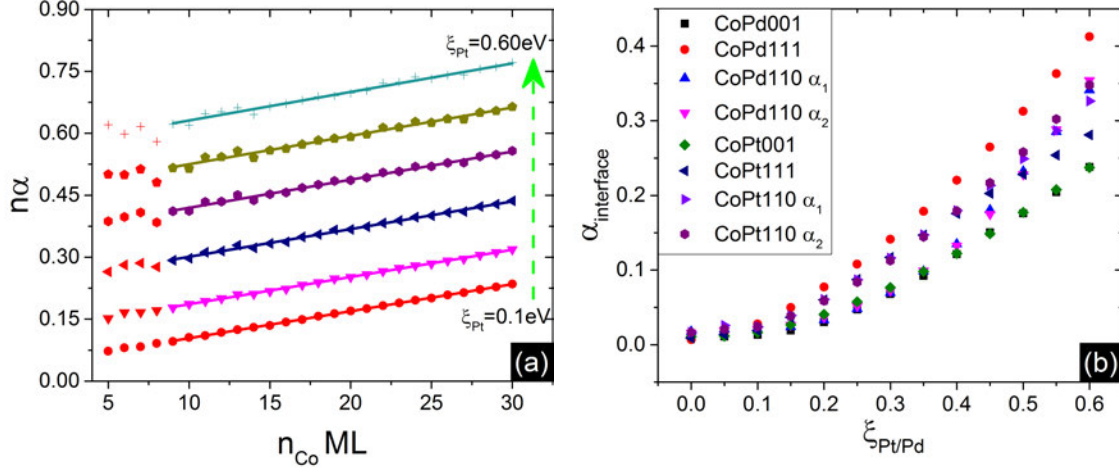 ξPt=0.60eV
0.90
0.75
0.60
0.45
0.30
0.15
0.00
nα
ξPt=0.1eV
(a)
5 10 15 20 25 30
nCo ML
CoPd001
CoPd111
CoPd110 α1
CoPd110 α2
CoPt001
CoPt111
CoPt110 α1
CoPt110 α2
0.4
0.3
0.2
0.1
0.0
αinterface
(b)
0.0 0.1 0.2 0.3 0.4 0.5 0.6
ξPt/Pd